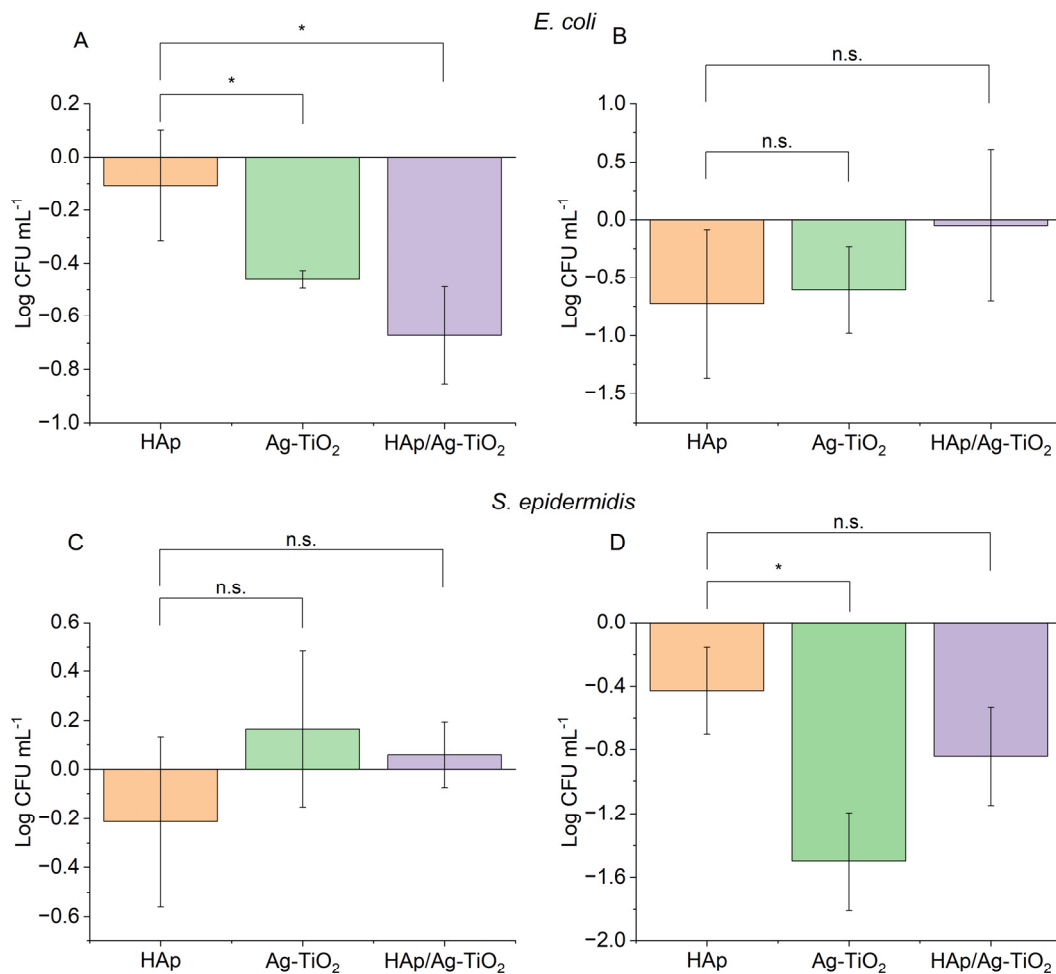 E. coli
A
*
*
0.2
0.0
−0.2
−0.4
−0.6
−0.8
−1.0
Log CFU mL⁻¹
HAp
Ag-TiO₂
HAp/Ag-TiO₂
B
n.s.
n.s.
1.0
0.5
0.0
−0.5
−1.0
−1.5
Log CFU mL⁻¹
HAp
Ag-TiO₂
HAp/Ag-TiO₂
S. epidermidis
C
n.s.
n.s.
0.6
0.4
0.2
0.0
−0.2
−0.4
−0.6
Log CFU mL⁻¹
HAp
Ag-TiO₂
HAp/Ag-TiO₂
D
n.s.
*
0.0
−0.4
−0.8
−1.2
−1.6
−2.0
Log CFU mL⁻¹
HAp
Ag-TiO₂
HAp/Ag-TiO₂